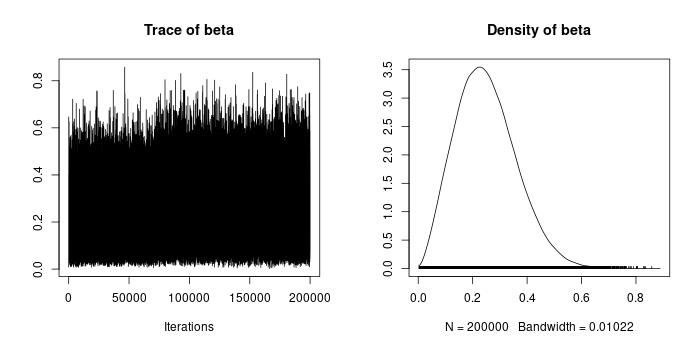 Trace of beta
0.0
0.2
0.4
0.6
0.8
0 50000 100000 150000 200000
Iterations
Density of beta
0.0
0.5
1.0
1.5
2.0
2.5
3.0
3.5
0.0 0.2 0.4 0.6 0.8
N = 200000 Bandwidth = 0.01022